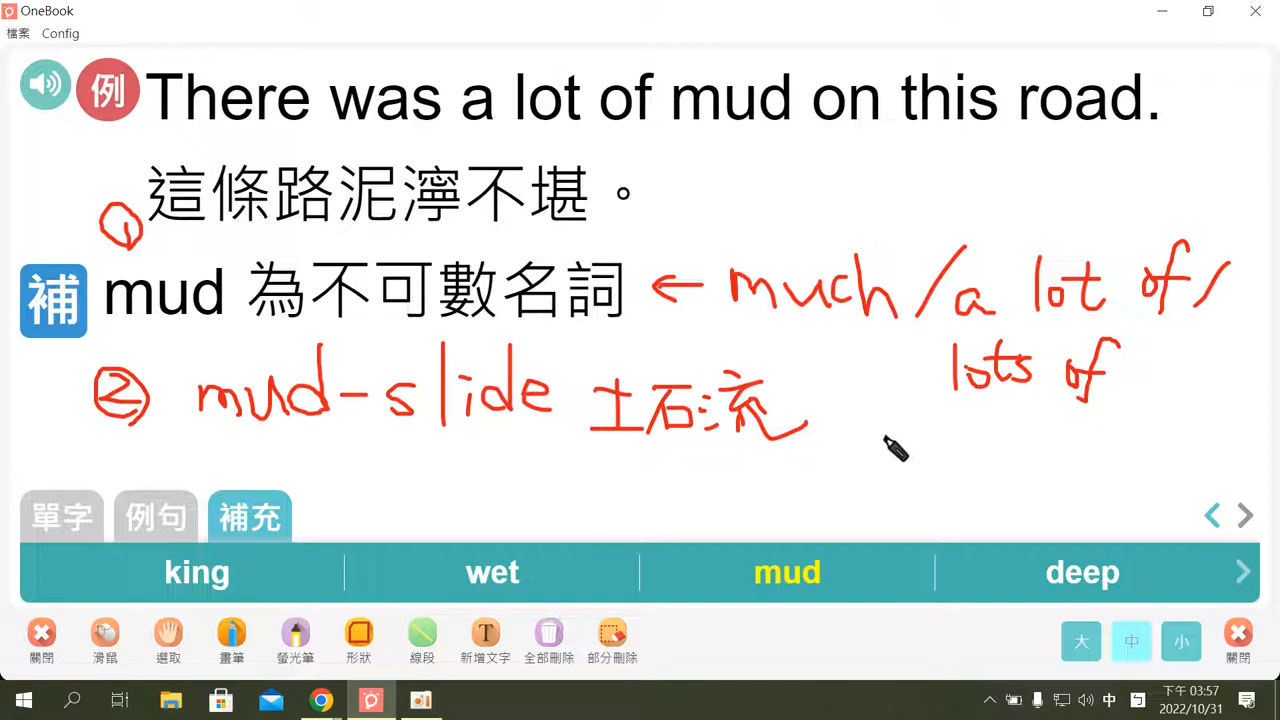 OneBook
檔案 Config
例 There was a lot of mud on this road.
這條路泥濘不堪。
①
補 mud 為不可數名詞 ← much/a lot of/
lots of
② mud-slide 土石流
單字 例句 補充
king wet mud deep
大 中 小
關閉 滑鼠 選取 畫筆 螢光筆 形狀 線段 新增文字 全部刪除 部分刪除 關閉
中 下午 03:57
2022/10/31